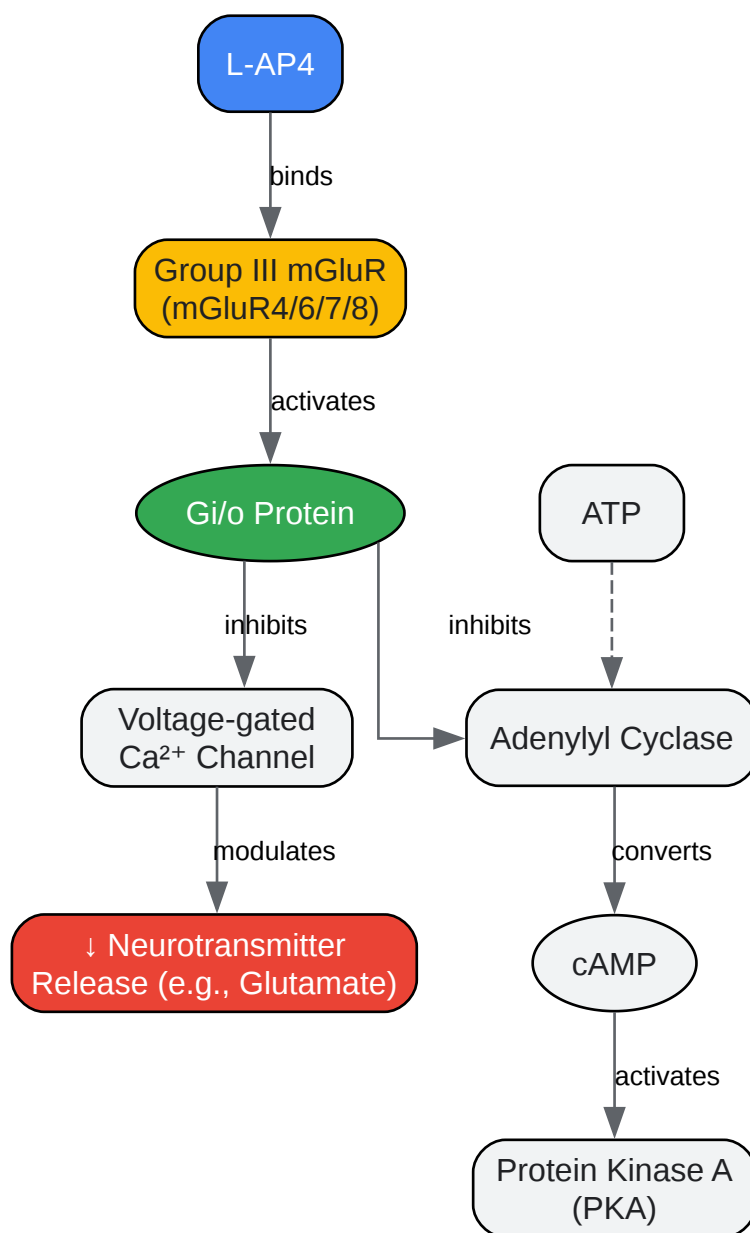 L-AP4
binds
Group III mGluR
(mGluR4/6/7/8)
activates
Gi/o Protein
ATP
inhibits
inhibits
Voltage-gated
Ca²⁺ Channel
Adenylyl Cyclase
modulates
converts
↓ Neurotransmitter
Release (e.g., Glutamate)
cAMP
activates
Protein Kinase A
(PKA)